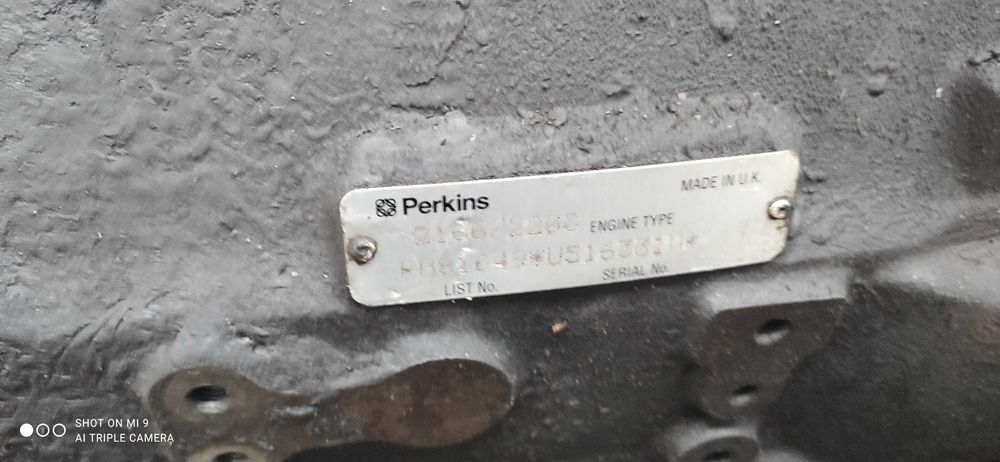 Perkins
MADE IN U.K.
ENGINE TYPE
LIST No.
SERIAL No.
SHOT ON MI 9
AI TRIPLE CAMERA